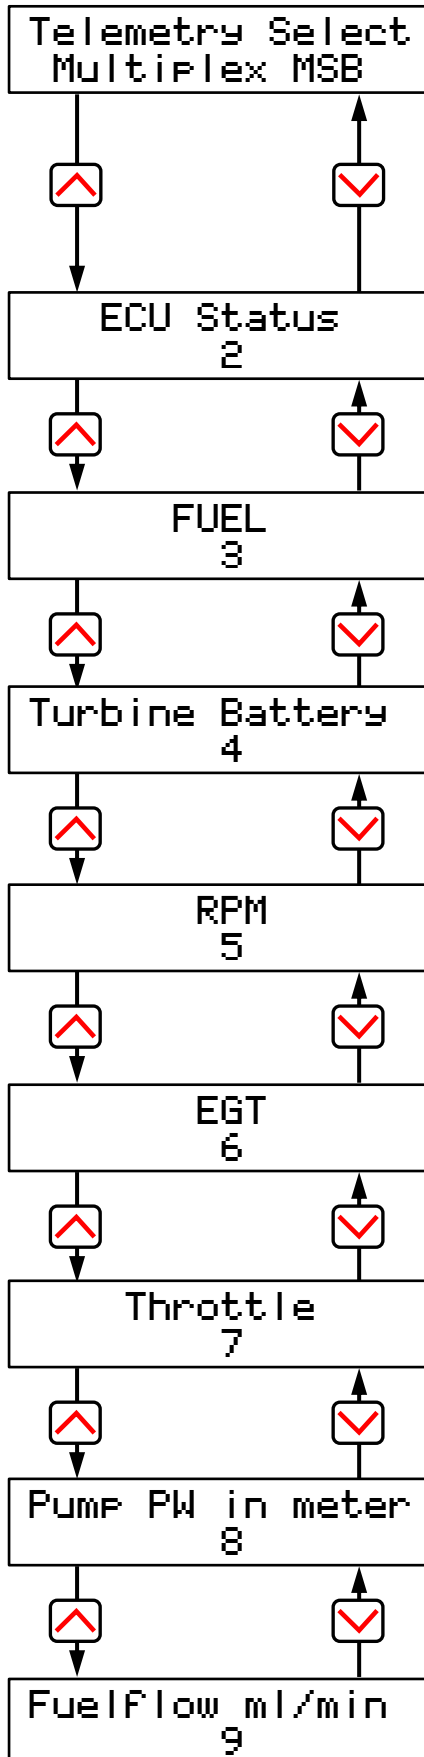 Telemetry Select
Multiplex MSB
ECU Status
2
FUEL
3
Turbine Battery
4
RPM
5
EGT
6
Throttle
7
Pump PW in meter
8
Fuelflow ml/min
9